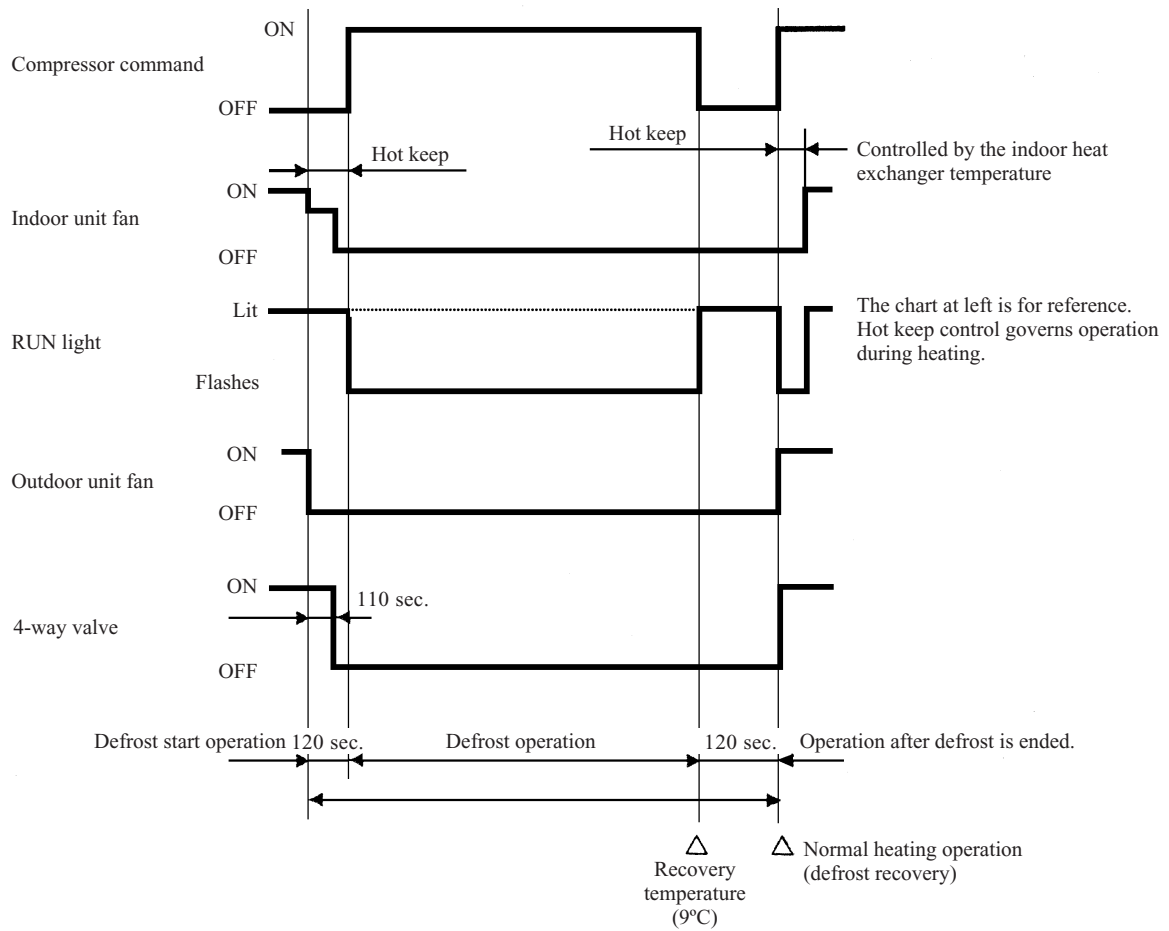 ON
Compressor command
OFF
Hot keep
Hot keep
Controlled by the indoor heat
exchanger temperature
ON
Indoor unit fan
OFF
Lit
The chart at left is for reference.
Hot keep control governs operation
during heating.
RUN light
Flashes
ON
Outdoor unit fan
OFF
ON
110 sec.
4-way valve
OFF
Defrost start operation 120 sec. Defrost operation 120 sec. Operation after defrost is ended.
Recovery
temperature
(9ºC)
Normal heating operation
(defrost recovery)